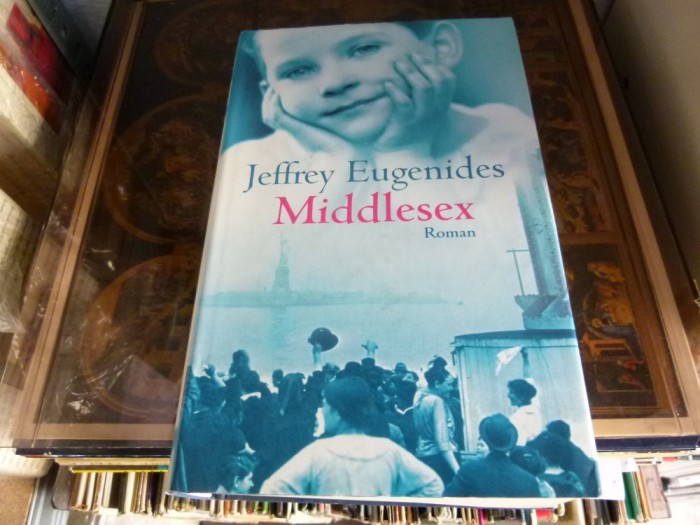 Jeffrey Eugenides
Middlesex
Roman